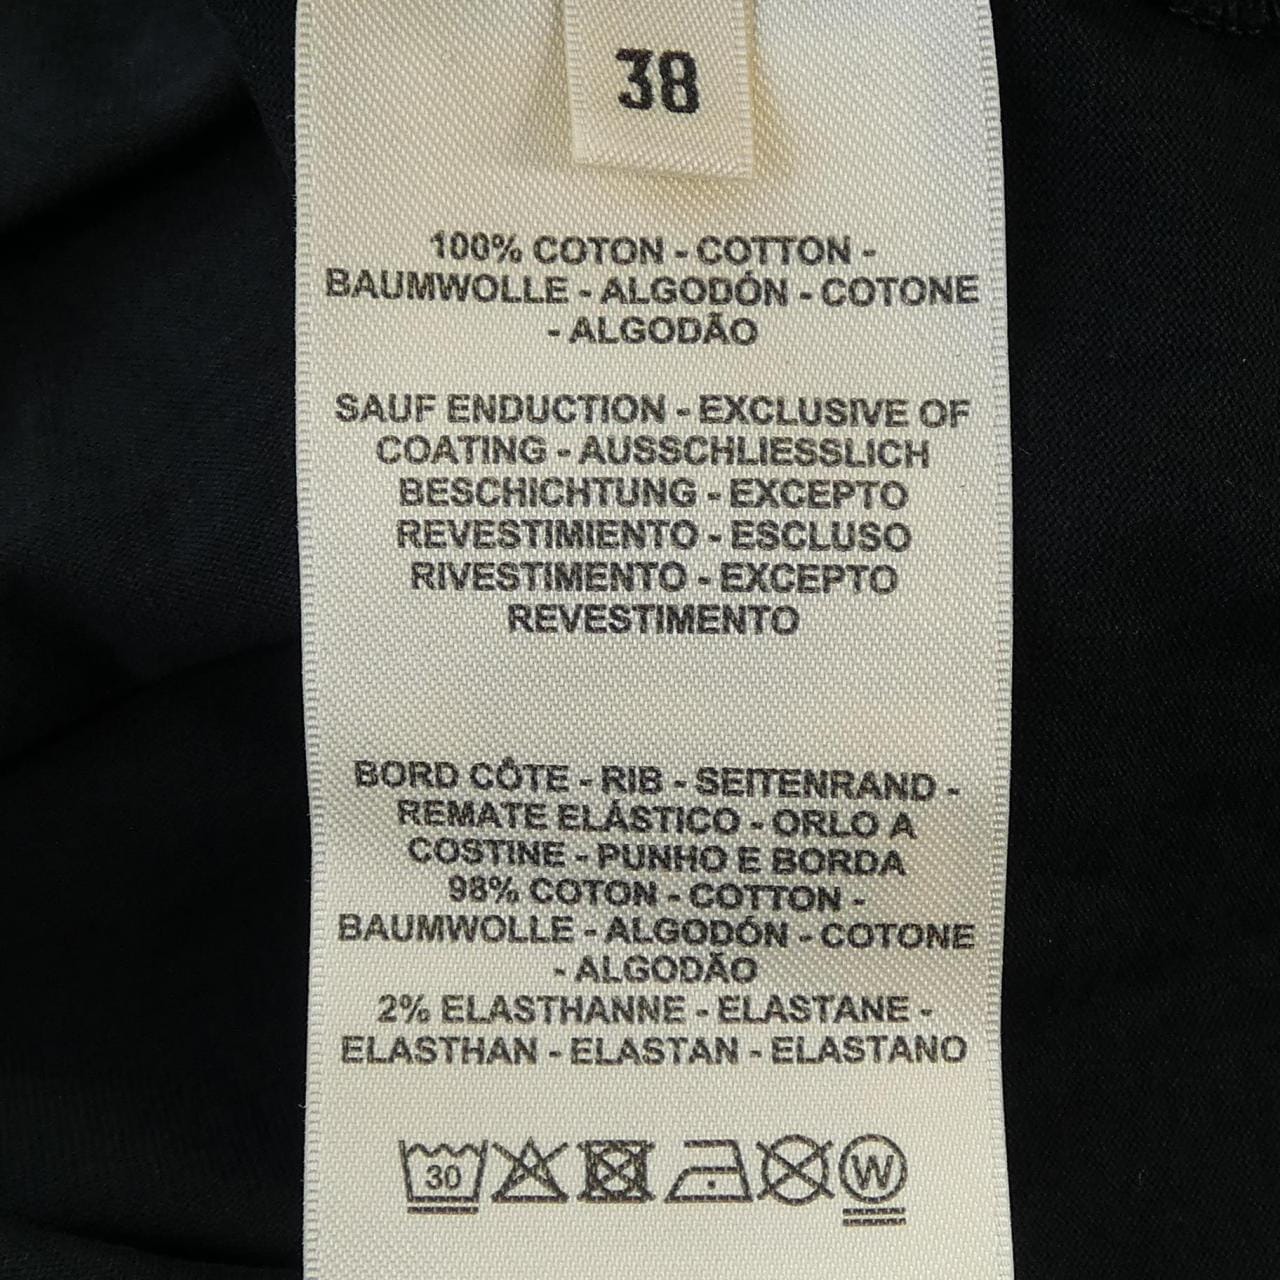 38
100% COTON - COTTON -
BAUMWOLLE - ALGODÓN - COTONE
- ALGODÃO
SAUF ENDUCTION - EXCLUSIVE OF
COATING - AUSSCHLIESSLICH
BESCHICHTUNG - EXCEPTO
REVESTIMIENTO - ESCLUSO
RIVESTIMENTO - EXCEPTO
REVESTIMENTO
BORD CÔTE - RIB - SEITENRAND -
REMATE ELÁSTICO - ORLO A
COSTINE - PUNHO E BORDA
98% COTON - COTTON -
BAUMWOLLE - ALGODÓN - COTONE
- ALGODÃO
2% ELASTHANNE - ELASTANE -
ELASTHAN - ELASTAN - ELASTANO
30 W